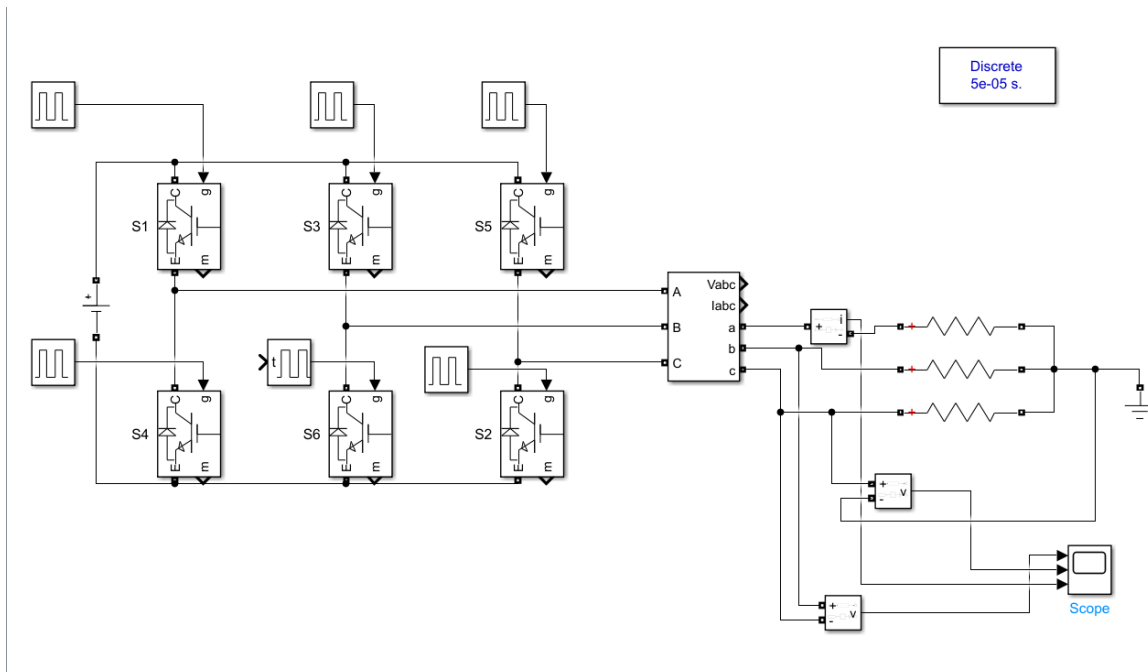 Discrete
5e-05 s.
C
g
S1
E
m
C
g
S3
E
m
C
g
S5
E
m
+
A
B
C
Vabc
Iabc
a
b
c
+
i
-
+
+
+
t
C
g
S4
E
m
C
g
S6
E
m
C
g
S2
E
m
+
-
v
+
-
v
Scope